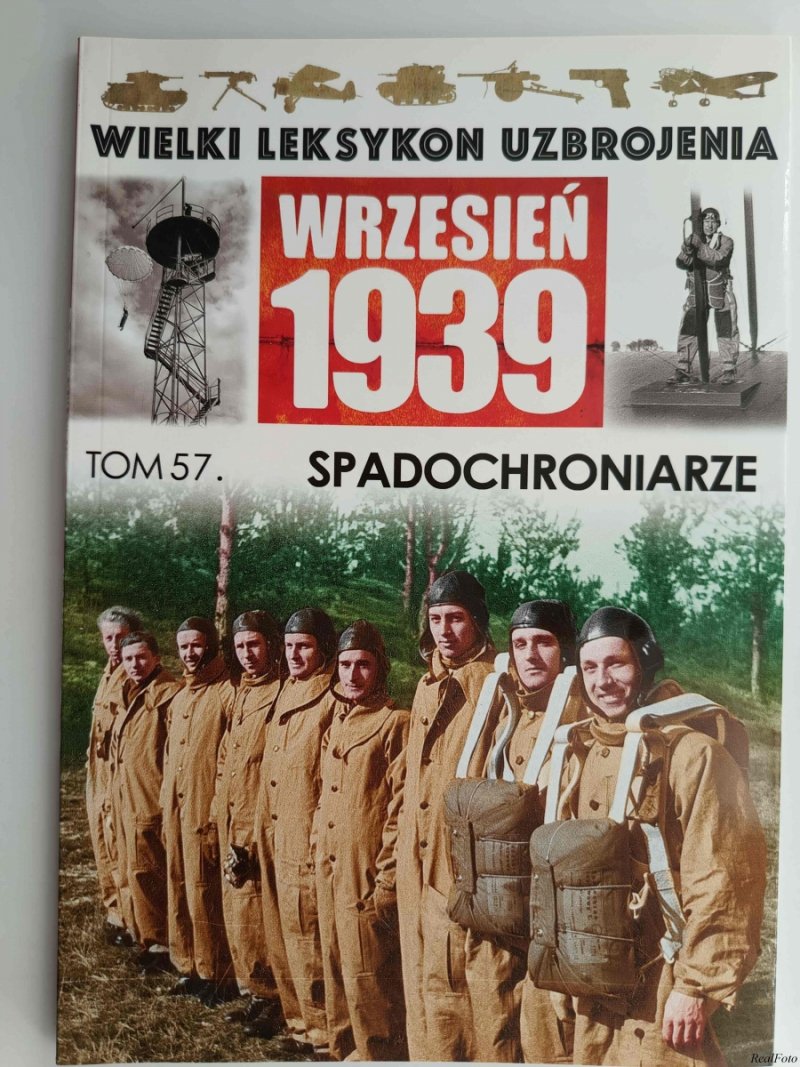 WIELKI LEKSYKON UZBROJENIA
WRZESIEŃ
1939
TOM 57. SPADOCHRONIARZE
RealFoto